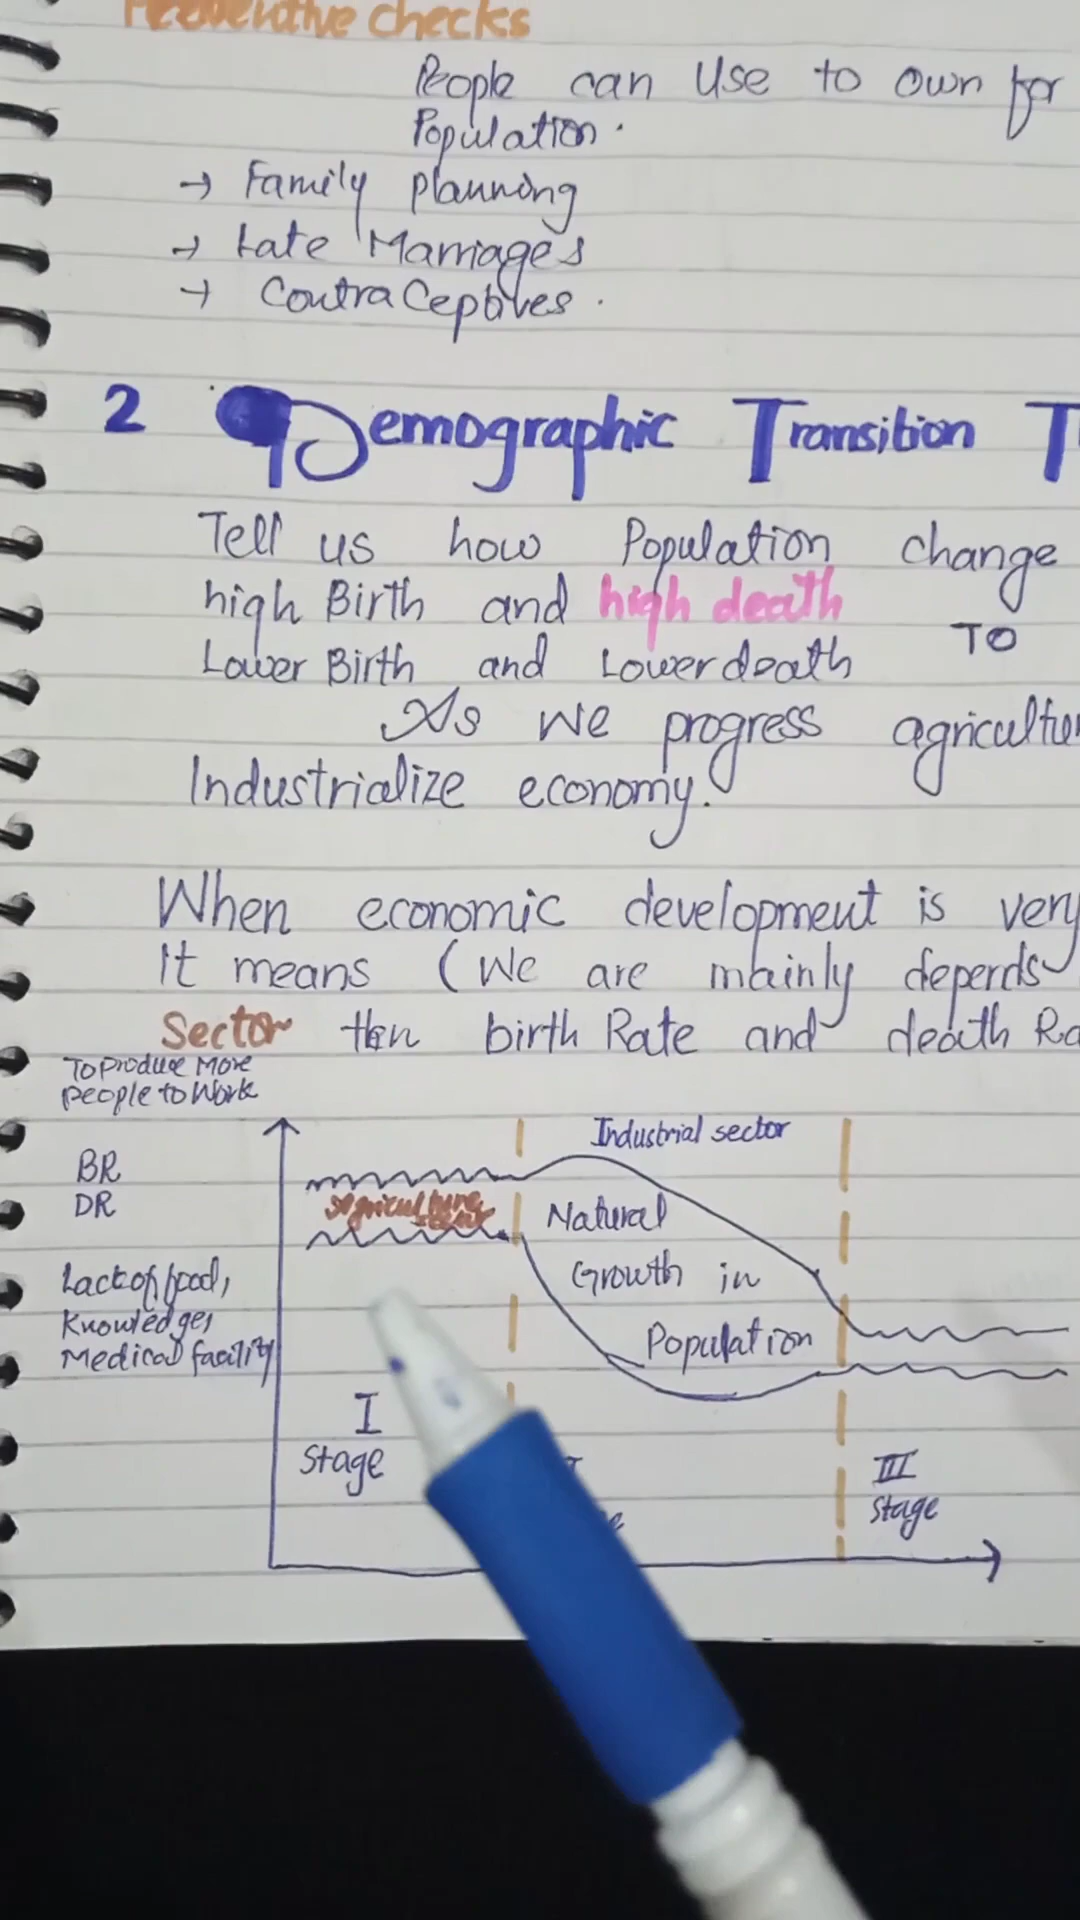 Preventive checks
People can Use to own for
Population.
→ Family planning
→ Late Marriages
→ Contraceptives.
2 Demographic Transition T
Tell us how Population change
high Birth and high death
TO
Lower Birth and Lower death
As we progress agricultur
Industrialize economy.
When economic development is very
It means (We are mainly depends
Sector then birth Rate and death Ra
To Produce More
People to Work
Industrial sector
BR
DR
agriculture
Natural
Growth in
Population
Lack of food,
Knowledge,
Medical facility
I
Stage
III
Stage